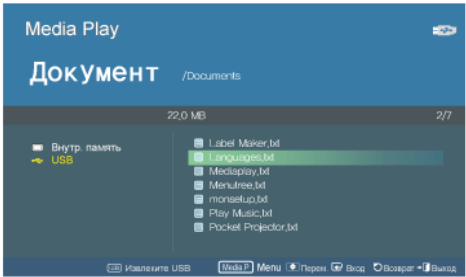 Media Play
Документ /Documents
22,0 MB 2/7
Внутр. память
USB
Label Maker,txt
Languages,txt
Mediaplay,txt
Menutree,txt
monsetup,txt
Play Music,txt
Pocket Projector,txt
Извлеките USB Media.P Menu Перем. Вход Возврат Выход